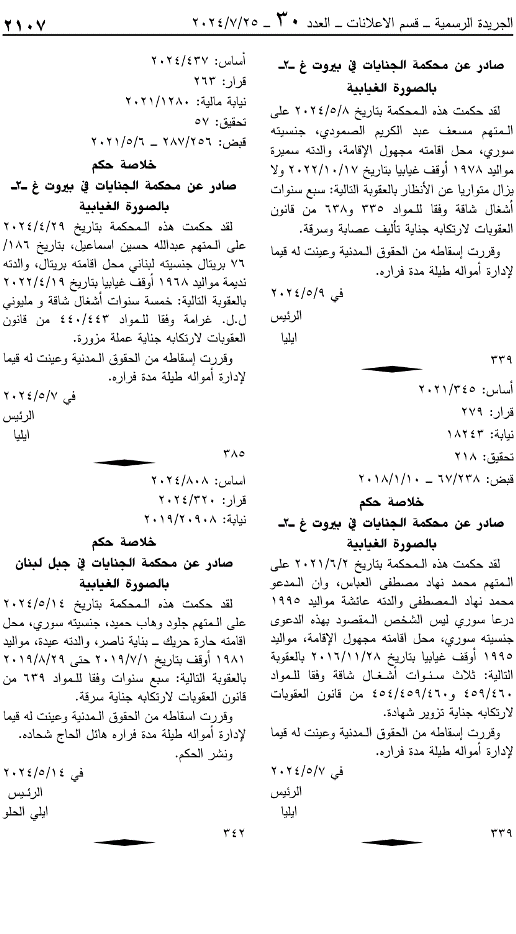 الجريدة الرسمية ــ قسم الاعلانات ــ العدد ٣٠ ــ ٢٠٢٤/٧/٢٥
٢١٠٧
صادر عن محكمة الجنايات في بيروت غ ـ٢ـ
بالصورة الغيابية
لقد حكمت هذه المحكمة بتاريخ ٢٠٢٤/٥/٨ على
المتهم مسعف عبد الكريم الصمودي، جنسيته
سوري، محل اقامته مجهول الإقامة، والدته سميرة
مواليد ١٩٧٨ أوقف غيابيا بتاريخ ٢٠٢٢/١٠/١٧ ولا
يزال متواريا عن الأنظار بالعقوبة التالية: سبع سنوات
أشغال شاقة وفقا للمواد ٣٣٥ و٦٣٨ من قانون
العقوبات لارتكابه جناية تأليف عصابة وسرقة.
وقررت إسقاطه من الحقوق المدنية وعينت له قيما
لإدارة أمواله طيلة مدة فراره.
في ٢٠٢٤/٥/٩
الرئيس
ايليا
٣٣٩
أساس: ٢٠٢١/٣٤٥
قرار: ٢٧٩
نيابة: ١٨٢٤٣
تحقيق: ٢١٨
قبض: ٦٧/٢٣٨ ــ ٢٠١٨/١/١٠
خلاصة حكم
صادر عن محكمة الجنايات في بيروت غ ـ٢ـ
بالصورة الغيابية
لقد حكمت هذه المحكمة بتاريخ ٢٠٢١/٦/٢ على
المتهم محمد نهاد مصطفى العباس، وان المدعو
محمد نهاد المصطفى والدته عائشة مواليد ١٩٩٥
درعا سوري ليس الشخص المقصود بهذه الدعوى
جنسيته سوري، محل اقامته مجهول الإقامة، مواليد
١٩٩٥ أوقف غيابيا بتاريخ ٢٠١٦/١١/٢٨ بالعقوبة
التالية: ثلاث سنوات أشغال شاقة وفقا للمواد
٤٥٩/٤٦٠ و٤٥٤/٤٥٩/٤٦٠ من قانون العقوبات
لارتكابه جناية تزوير شهادة.
وقررت إسقاطه من الحقوق المدنية وعينت له قيما
لإدارة أمواله طيلة مدة فراره.
في ٢٠٢٤/٥/٧
الرئيس
ايليا
٣٣٩
أساس: ٢٠٢٤/٤٣٧
قرار: ٢٦٣
نيابة مالية: ٢٠٢١/١٢٨٠
تحقيق: ٥٧
قبض: ٢٨٧/٢٥٦ ــ ٢٠٢١/٥/٦
خلاصة حكم
صادر عن محكمة الجنايات في بيروت غ ـ٢ـ
بالصورة الغيابية
لقد حكمت هذه المحكمة بتاريخ ٢٠٢٤/٤/٢٩
على المتهم عبدالله حسين اسماعيل، بتاريخ ١٨٦/
٧٦ بريتال جنسيته لبناني محل اقامته بريتال، والدته
نديمة مواليد ١٩٦٨ أوقف غيابيا بتاريخ ٢٠٢٢/٤/١٩
بالعقوبة التالية: خمسة سنوات أشغال شاقة و مليوني
ل.ل. غرامة وفقا للمواد ٤٤٠/٤٤٣ من قانون
العقوبات لارتكابه جناية عملة مزورة.
وقررت إسقاطه من الحقوق المدنية وعينت له قيما
لإدارة أمواله طيلة مدة فراره.
في ٢٠٢٤/٥/٧
الرئيس
ايليا
٣٨٥
اساس: ٢٠٢٤/٨٠٨
قرار: ٢٠٢٤/٣٢٠
نيابة: ٢٠١٩/٢٠٩٠٨
خلاصة حكم
صادر عن محكمة الجنايات في جبل لبنان
بالصورة الغيابية
لقد حكمت هذه المحكمة بتاريخ ٢٠٢٤/٥/١٤
على المتهم جلود وهاب حميد، جنسيته سوري، محل
اقامته حارة حريك ــ بناية ناصر، والدته عيدة، مواليد
١٩٨١ أوقف بتاريخ ٢٠١٩/٧/١ حتى ٢٠١٩/٨/٢٩
بالعقوبة التالية: سبع سنوات وفقا للمواد ٦٣٩ من
قانون العقوبات لارتكابه جناية سرقة.
وقررت اسقاطه من الحقوق المدنية وعينت له قيما
لإدارة أمواله طيلة مدة فراره هائل الحاج شحاده.
ونشر الحكم.
في ٢٠٢٤/٥/١٤
الرئيس
ايلي الحلو
٣٤٢